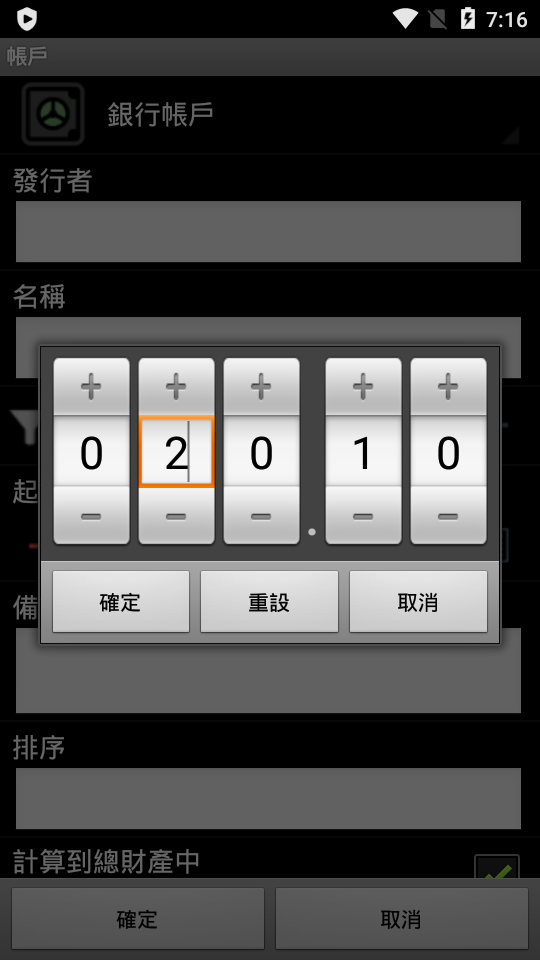 7:16
帳戶
銀行帳戶
發行者
名稱
起
0 2 0 . 1 0
備
確定 重設 取消
排序
計算到總財產中
確定 取消